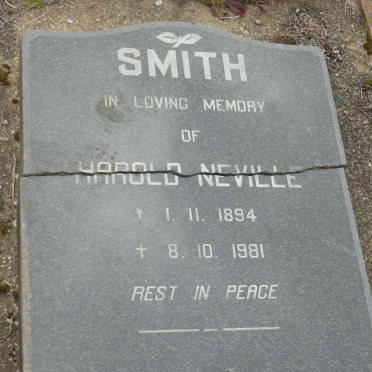 SMITH
IN LOVING MEMORY
OF
HAROLD NEVILLE
† 1. 11. 1894
† 8. 10. 1981
REST IN PEACE